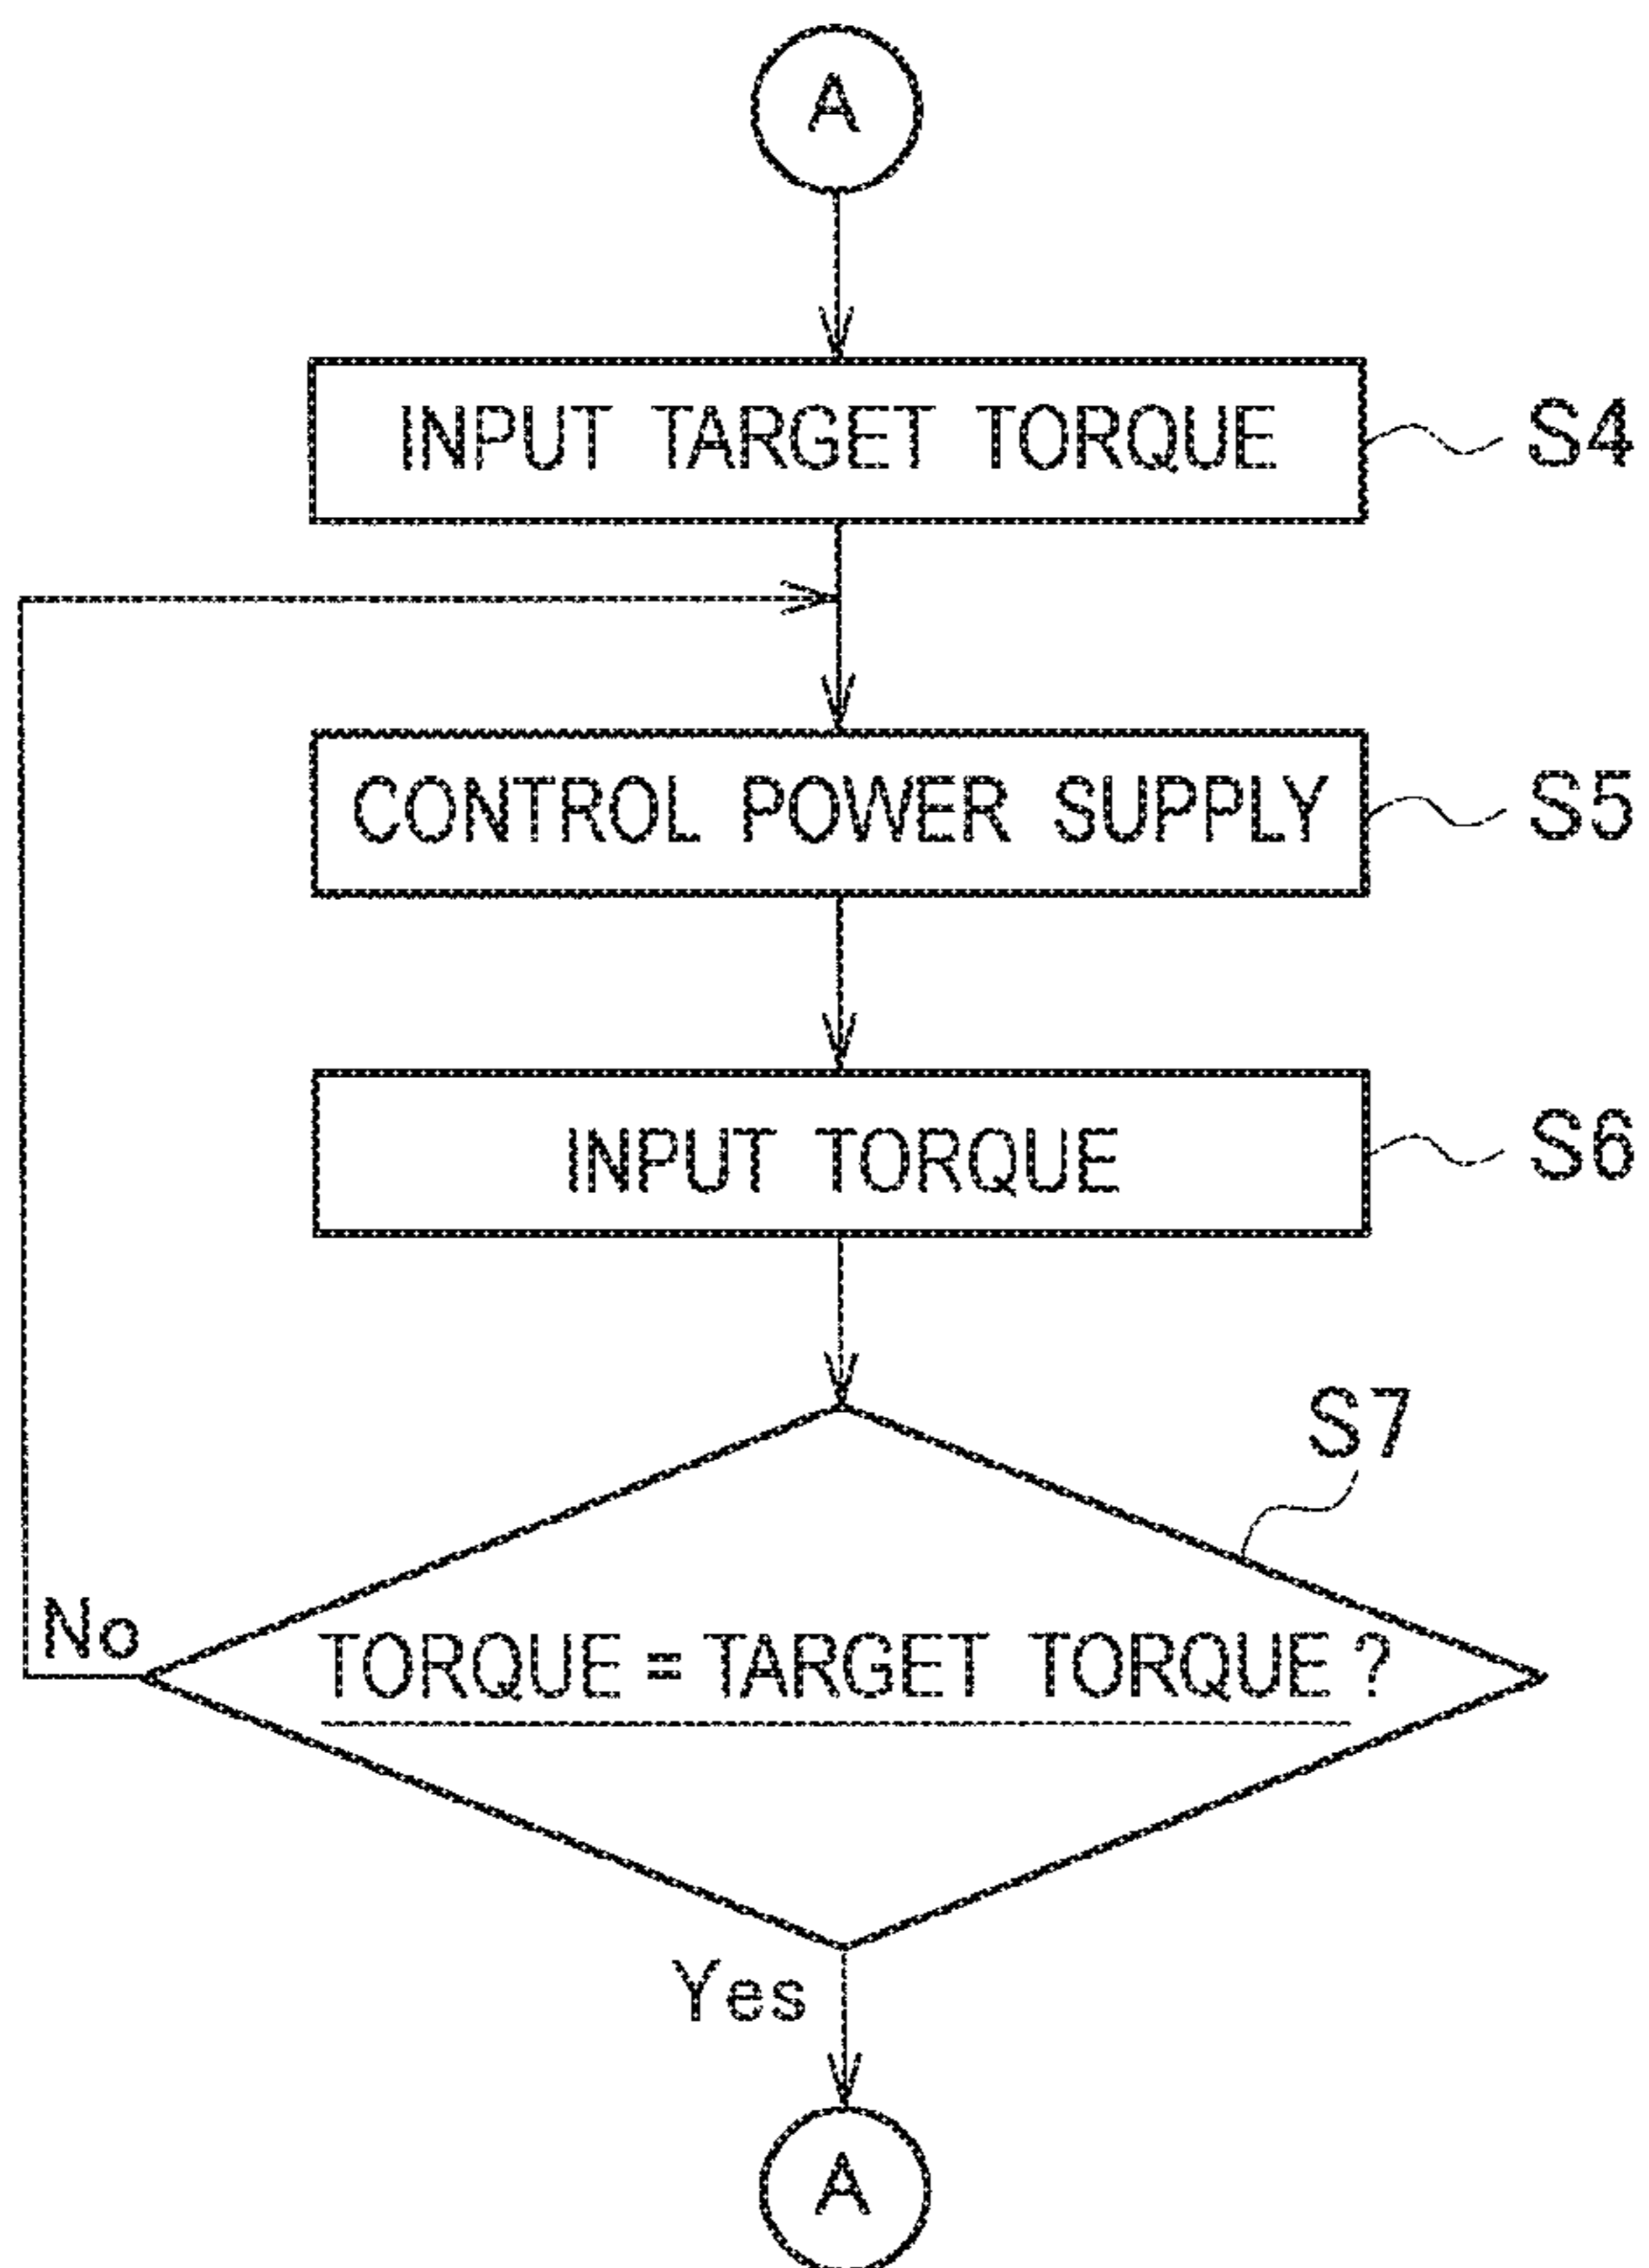 A
INPUT TARGET TORQUE
S4
CONTROL POWER SUPPLY
S5
INPUT TORQUE
S6
S7
No
TORQUE = TARGET TORQUE ?
Yes
A